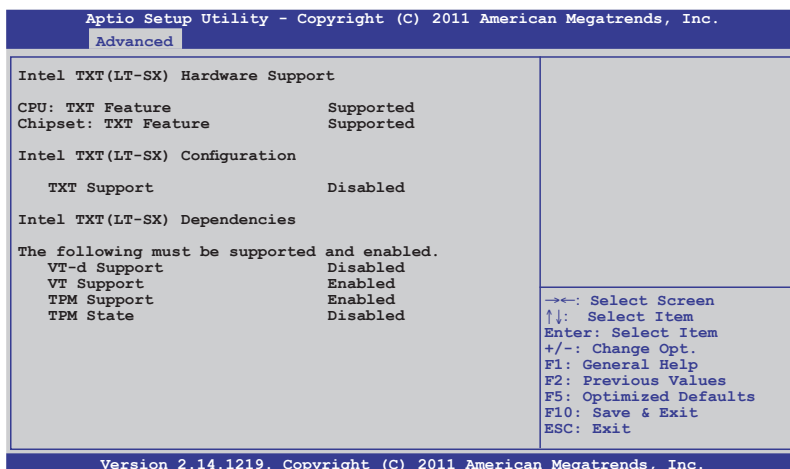 Aptio Setup Utility - Copyright (C) 2011 American Megatrends, Inc.
Advanced
Intel TXT(LT-SX) Hardware Support
CPU: TXT Feature Supported
Chipset: TXT Feature Supported
Intel TXT(LT-SX) Configuration
TXT Support Disabled
Intel TXT(LT-SX) Dependencies
The following must be supported and enabled.
VT-d Support Disabled
VT Support Enabled
TPM Support Enabled
TPM State Disabled
→←: Select Screen
↑↓: Select Item
Enter: Select Item
+/-: Change Opt.
F1: General Help
F2: Previous Values
F5: Optimized Defaults
F10: Save & Exit
ESC: Exit
Version 2.14.1219. Copyright (C) 2011 American Megatrends, Inc.